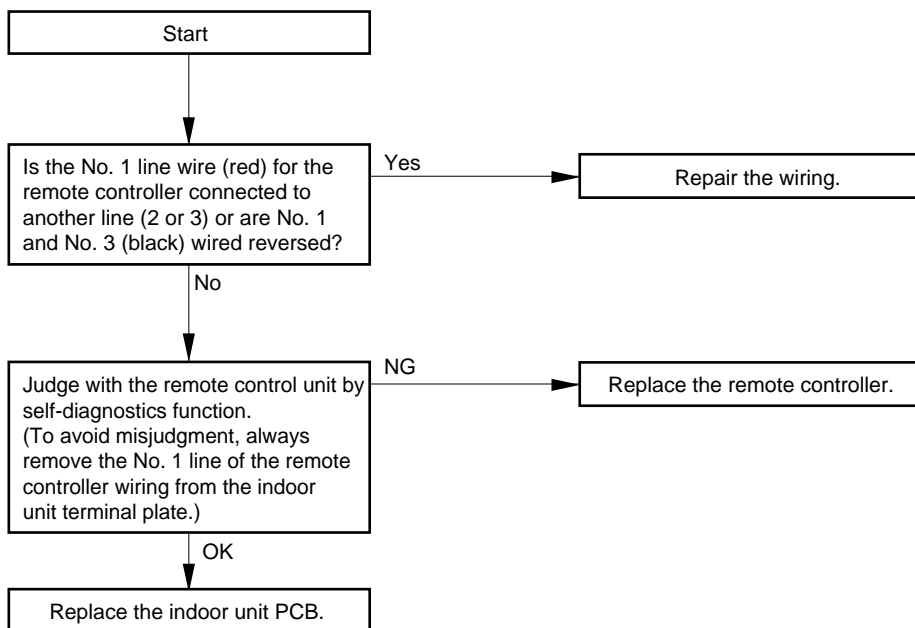 Start
Is the No. 1 line wire (red) for the
remote controller connected to
another line (2 or 3) or are No. 1
and No. 3 (black) wired reversed?
Yes
Repair the wiring.
No
Judge with the remote control unit by
self-diagnostics function.
(To avoid misjudgment, always
remove the No. 1 line of the remote
controller wiring from the indoor
unit terminal plate.)
NG
Replace the remote controller.
OK
Replace the indoor unit PCB.